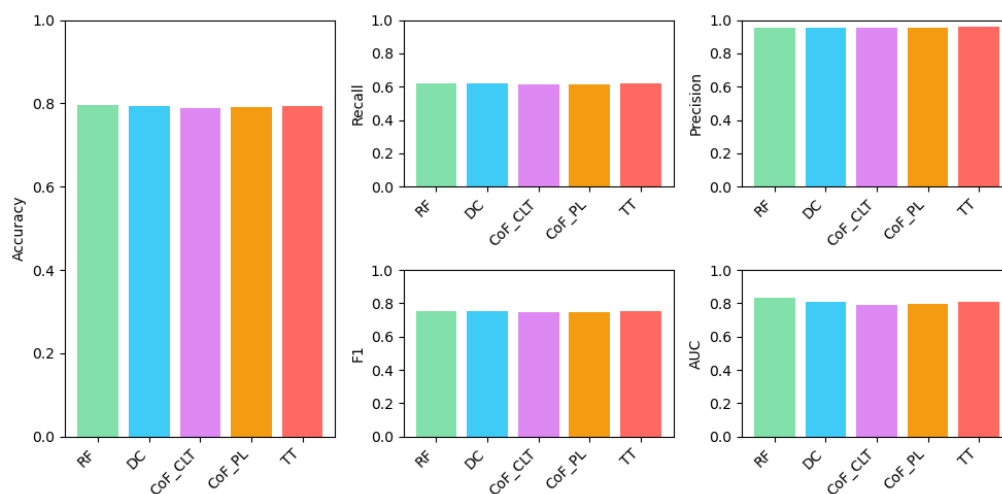 Accuracy
1.0
0.8
0.6
0.4
0.2
0.0
RF
DC
CoF_CLT
CoF_PL
TT
Recall
1.0
0.8
0.6
0.4
0.2
0.0
RF
DC
CoF_CLT
CoF_PL
TT
Precision
1.0
0.8
0.6
0.4
0.2
0.0
RF
DC
CoF_CLT
CoF_PL
TT
F1
1.0
0.8
0.6
0.4
0.2
0.0
RF
DC
CoF_CLT
CoF_PL
TT
AUC
1.0
0.8
0.6
0.4
0.2
0.0
RF
DC
CoF_CLT
CoF_PL
TT